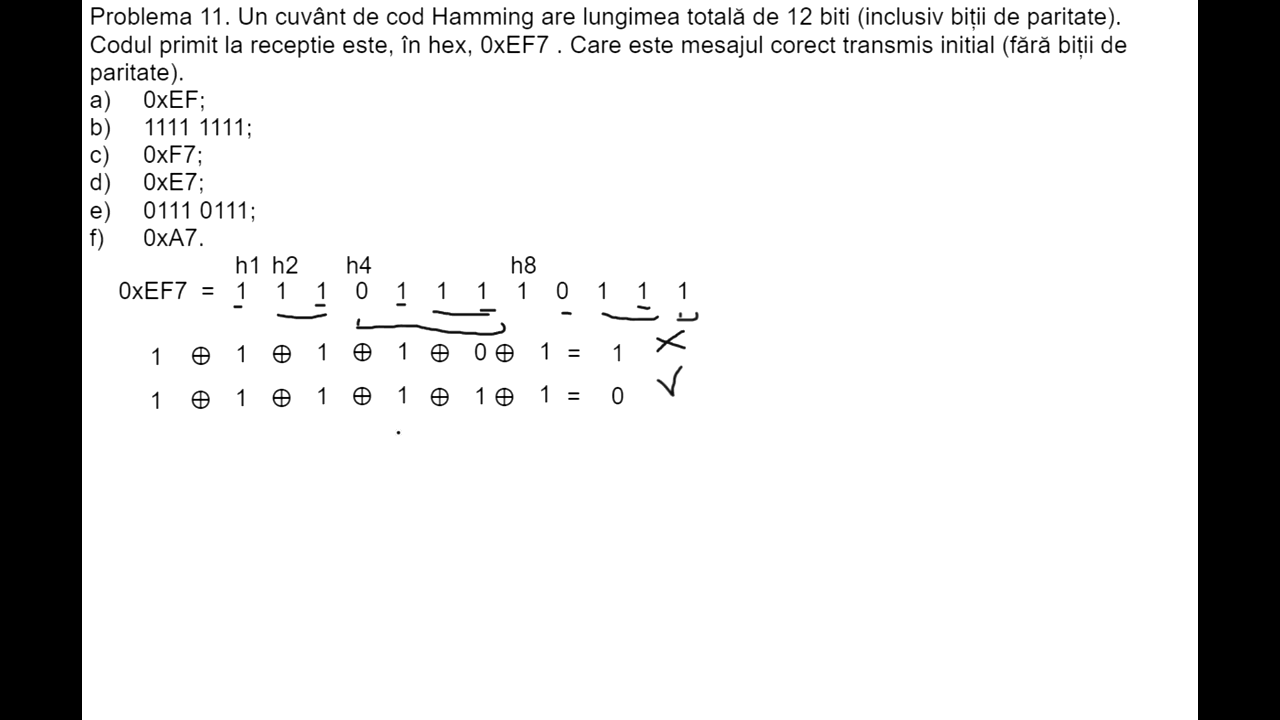 Problema 11. Un cuvânt de cod Hamming are lungimea totală de 12 biti (inclusiv biții de paritate).
Codul primit la receptie este, în hex, 0xEF7 . Care este mesajul corect transmis initial (fără biții de
paritate).
a) 0xEF;
b) 1111 1111;
c) 0xF7;
d) 0xE7;
e) 0111 0111;
f) 0xA7.
h1 h2 h4 h8
0xEF7 = 1 1 1 0 1 1 1 1 0 1 1 1
1 ⊕ 1 ⊕ 1 ⊕ 1 ⊕ 0 ⊕ 1 = 1 ✗
1 ⊕ 1 ⊕ 1 ⊕ 1 ⊕ 1 ⊕ 1 = 0 ✓